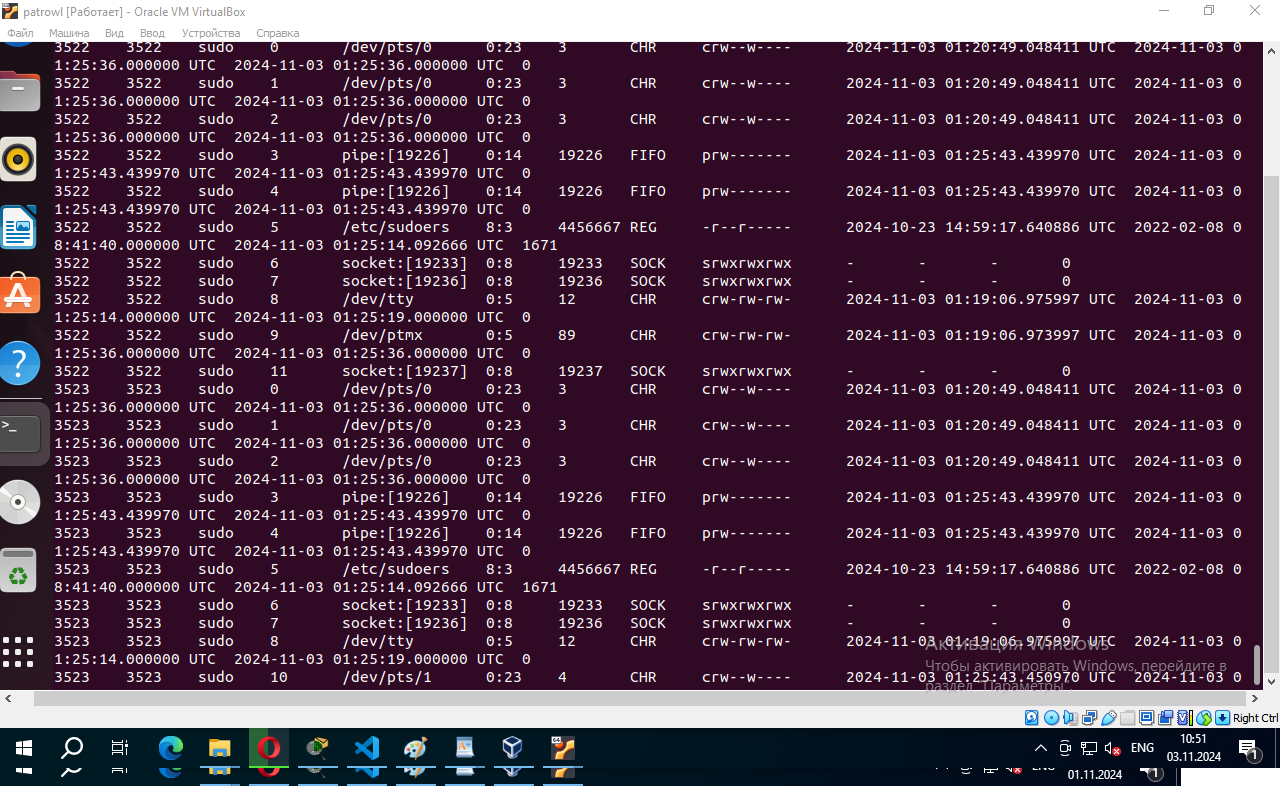 patrowl [Работает] - Oracle VM VirtualBox
Файл Машина Вид Ввод Устройства Справка
3522 3522 sudo 0 /dev/pts/0 0:23 3 CHR crw--w---- 2024-11-03 01:20:49.048411 UTC 2024-11-03 0
1:25:36.000000 UTC 2024-11-03 01:25:36.000000 UTC 0
3522 3522 sudo 1 /dev/pts/0 0:23 3 CHR crw--w---- 2024-11-03 01:20:49.048411 UTC 2024-11-03 0
1:25:36.000000 UTC 2024-11-03 01:25:36.000000 UTC 0
3522 3522 sudo 2 /dev/pts/0 0:23 3 CHR crw--w---- 2024-11-03 01:20:49.048411 UTC 2024-11-03 0
1:25:36.000000 UTC 2024-11-03 01:25:36.000000 UTC 0
3522 3522 sudo 3 pipe:[19226] 0:14 19226 FIFO prw------- 2024-11-03 01:25:43.439970 UTC 2024-11-03 0
1:25:43.439970 UTC 2024-11-03 01:25:43.439970 UTC 0
3522 3522 sudo 4 pipe:[19226] 0:14 19226 FIFO prw------- 2024-11-03 01:25:43.439970 UTC 2024-11-03 0
1:25:43.439970 UTC 2024-11-03 01:25:43.439970 UTC 0
3522 3522 sudo 5 /etc/sudoers 8:3 4456667 REG -r--r----- 2024-10-23 14:59:17.640886 UTC 2022-02-08 0
8:41:40.000000 UTC 2024-11-03 01:25:14.092666 UTC 1671
3522 3522 sudo 6 socket:[19233] 0:8 19233 SOCK srwxrwxrwx - - - 0
3522 3522 sudo 7 socket:[19236] 0:8 19236 SOCK srwxrwxrwx - - - 0
3522 3522 sudo 8 /dev/tty 0:5 12 CHR crw-rw-rw- 2024-11-03 01:19:06.975997 UTC 2024-11-03 0
1:25:14.000000 UTC 2024-11-03 01:25:19.000000 UTC 0
3522 3522 sudo 9 /dev/ptmx 0:5 89 CHR crw-rw-rw- 2024-11-03 01:19:06.973997 UTC 2024-11-03 0
1:25:36.000000 UTC 2024-11-03 01:25:36.000000 UTC 0
3522 3522 sudo 11 socket:[19237] 0:8 19237 SOCK srwxrwxrwx - - - 0
3523 3523 sudo 0 /dev/pts/0 0:23 3 CHR crw--w---- 2024-11-03 01:20:49.048411 UTC 2024-11-03 0
1:25:36.000000 UTC 2024-11-03 01:25:36.000000 UTC 0
3523 3523 sudo 1 /dev/pts/0 0:23 3 CHR crw--w---- 2024-11-03 01:20:49.048411 UTC 2024-11-03 0
1:25:36.000000 UTC 2024-11-03 01:25:36.000000 UTC 0
3523 3523 sudo 2 /dev/pts/0 0:23 3 CHR crw--w---- 2024-11-03 01:20:49.048411 UTC 2024-11-03 0
1:25:36.000000 UTC 2024-11-03 01:25:36.000000 UTC 0
3523 3523 sudo 3 pipe:[19226] 0:14 19226 FIFO prw------- 2024-11-03 01:25:43.439970 UTC 2024-11-03 0
1:25:43.439970 UTC 2024-11-03 01:25:43.439970 UTC 0
3523 3523 sudo 4 pipe:[19226] 0:14 19226 FIFO prw------- 2024-11-03 01:25:43.439970 UTC 2024-11-03 0
1:25:43.439970 UTC 2024-11-03 01:25:43.439970 UTC 0
3523 3523 sudo 5 /etc/sudoers 8:3 4456667 REG -r--r----- 2024-10-23 14:59:17.640886 UTC 2022-02-08 0
8:41:40.000000 UTC 2024-11-03 01:25:14.092666 UTC 1671
3523 3523 sudo 6 socket:[19233] 0:8 19233 SOCK srwxrwxrwx - - - 0
3523 3523 sudo 7 socket:[19236] 0:8 19236 SOCK srwxrwxrwx - - - 0
3523 3523 sudo 8 /dev/tty 0:5 12 CHR crw-rw-rw- 2024-11-03 01:19:06.975997 UTC 2024-11-03 0
1:25:14.000000 UTC 2024-11-03 01:25:19.000000 UTC 0
3523 3523 sudo 10 /dev/pts/1 0:23 4 CHR crw--w---- 2024-11-03 01:25:43.450970 UTC 2024-11-03 0
Активация Windows
Чтобы активировать Windows, перейдите в
раздел "Параметры".
Right Ctrl
ENG
10:51
03.11.2024
1
ENG
01.11.2024
1